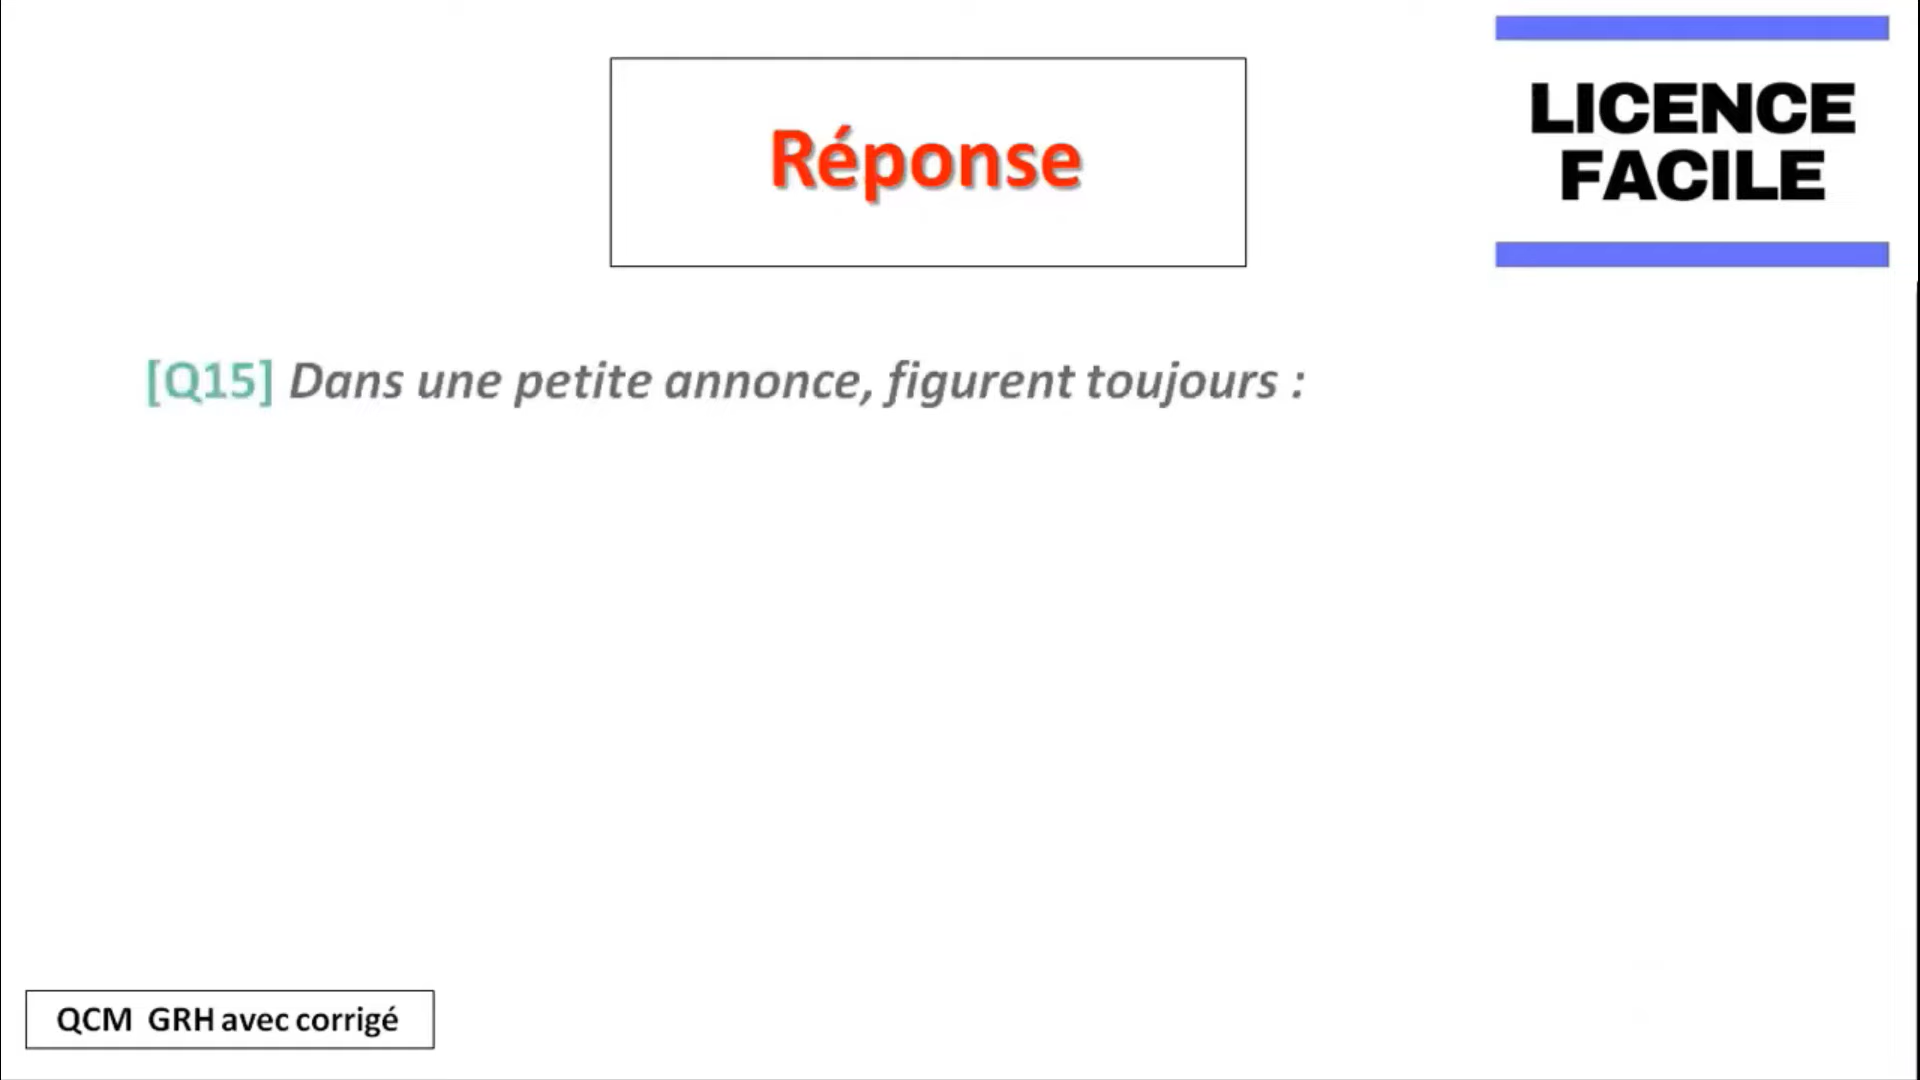 Réponse
LICENCE
FACILE
[Q15] Dans une petite annonce, figurent toujours :
QCM GRH avec corrigé